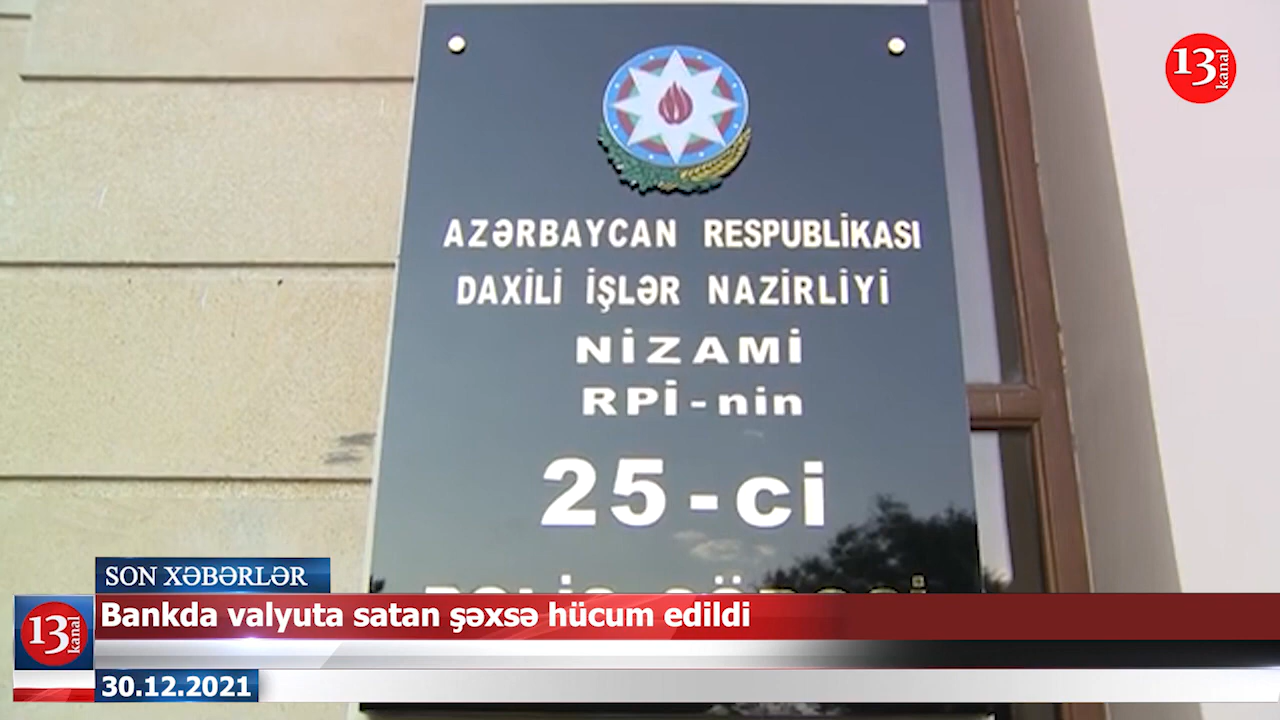 13 kanal
AZƏRBAYCAN RESPUBLİKASI
DAXİLİ İŞLƏR NAZİRLİYİ
NİZAMİ
RPİ-nin
25-ci
SON XƏBƏRLƏR
13 kanal
Bankda valyuta satan şəxsə hücum edildi
30.12.2021